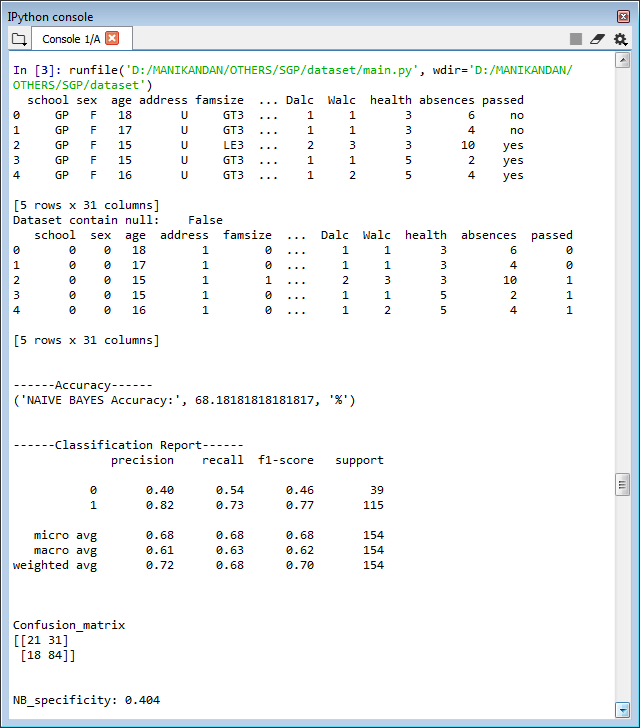 IPython console
Console 1/A
In [3]: runfile('D:/MANIKANDAN/OTHERS/SGP/dataset/main.py', wdir='D:/MANIKANDAN/
OTHERS/SGP/dataset')
school sex age address famsize ... Dalc Walc health absences passed
0 GP F 18 U GT3 ... 1 1 3 6 no
1 GP F 17 U GT3 ... 1 1 3 4 no
2 GP F 15 U LE3 ... 2 3 3 10 yes
3 GP F 15 U GT3 ... 1 1 5 2 yes
4 GP F 16 U GT3 ... 1 2 5 4 yes
[5 rows x 31 columns]
Dataset contain null: False
school sex age address famsize ... Dalc Walc health absences passed
0 0 0 18 1 0 ... 1 1 3 6 0
1 0 0 17 1 0 ... 1 1 3 4 0
2 0 0 15 1 1 ... 2 3 3 10 1
3 0 0 15 1 0 ... 1 1 5 2 1
4 0 0 16 1 0 ... 1 2 5 4 1
[5 rows x 31 columns]
------Accuracy------
('NAIVE BAYES Accuracy:', 68.18181818181817, '%')
------Classification Report------
precision recall f1-score support
0 0.40 0.54 0.46 39
1 0.82 0.73 0.77 115
micro avg 0.68 0.68 0.68 154
macro avg 0.61 0.63 0.62 154
weighted avg 0.72 0.68 0.70 154
Confusion_matrix
[[21 31]
[18 84]]
NB_specificity: 0.404